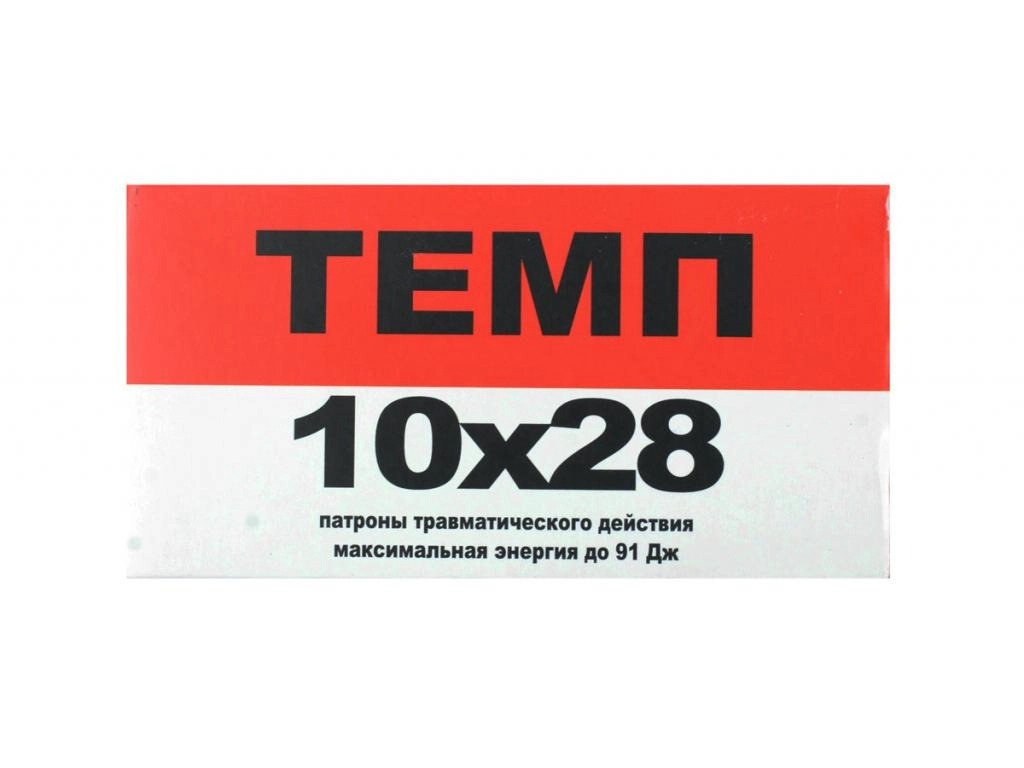 ТЕМП
10x28
патроны травматического действия
максимальная энергия до 91 Дж